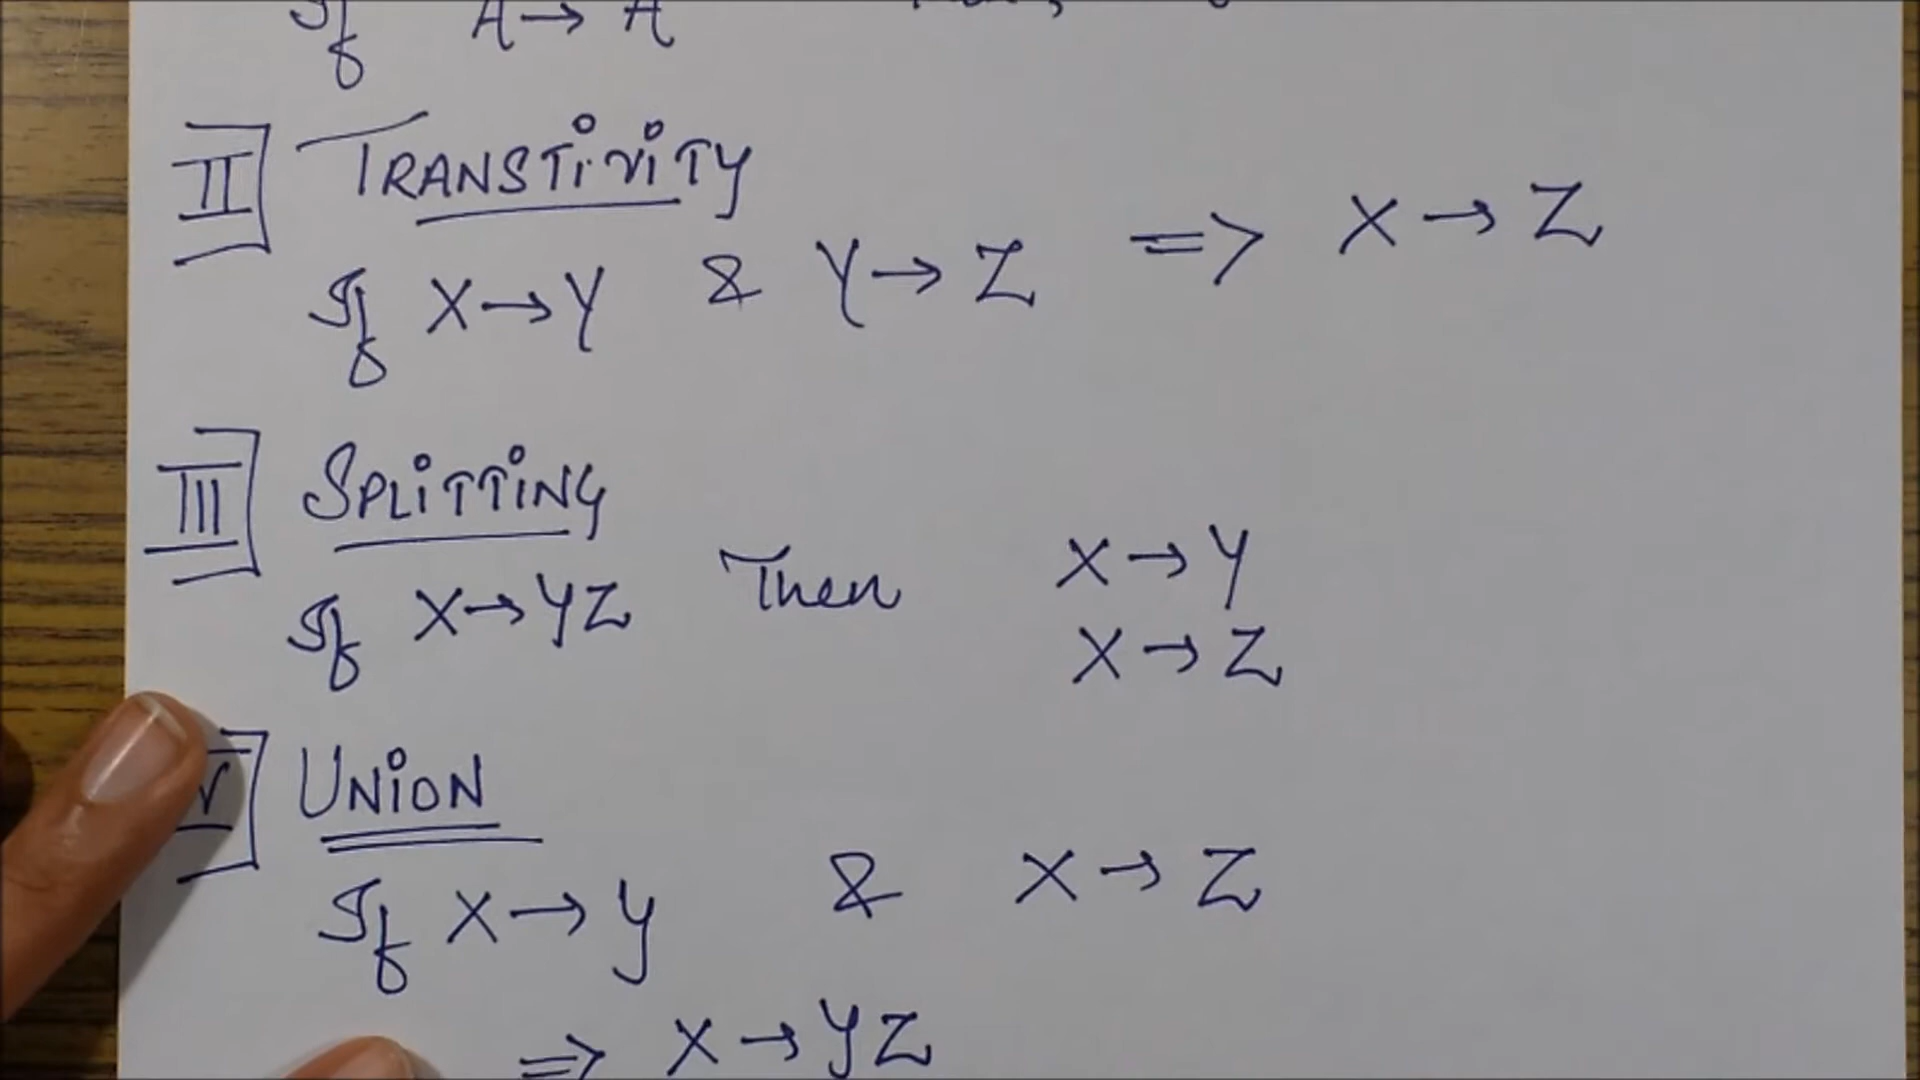 If A → A
II TRANSTiViTY
If X → Y & Y → Z => X → Z
III SPLiTTiNG
If X → YZ Then X → Y
X → Z
UNiON
If X → Y & X → Z
=> X → YZ